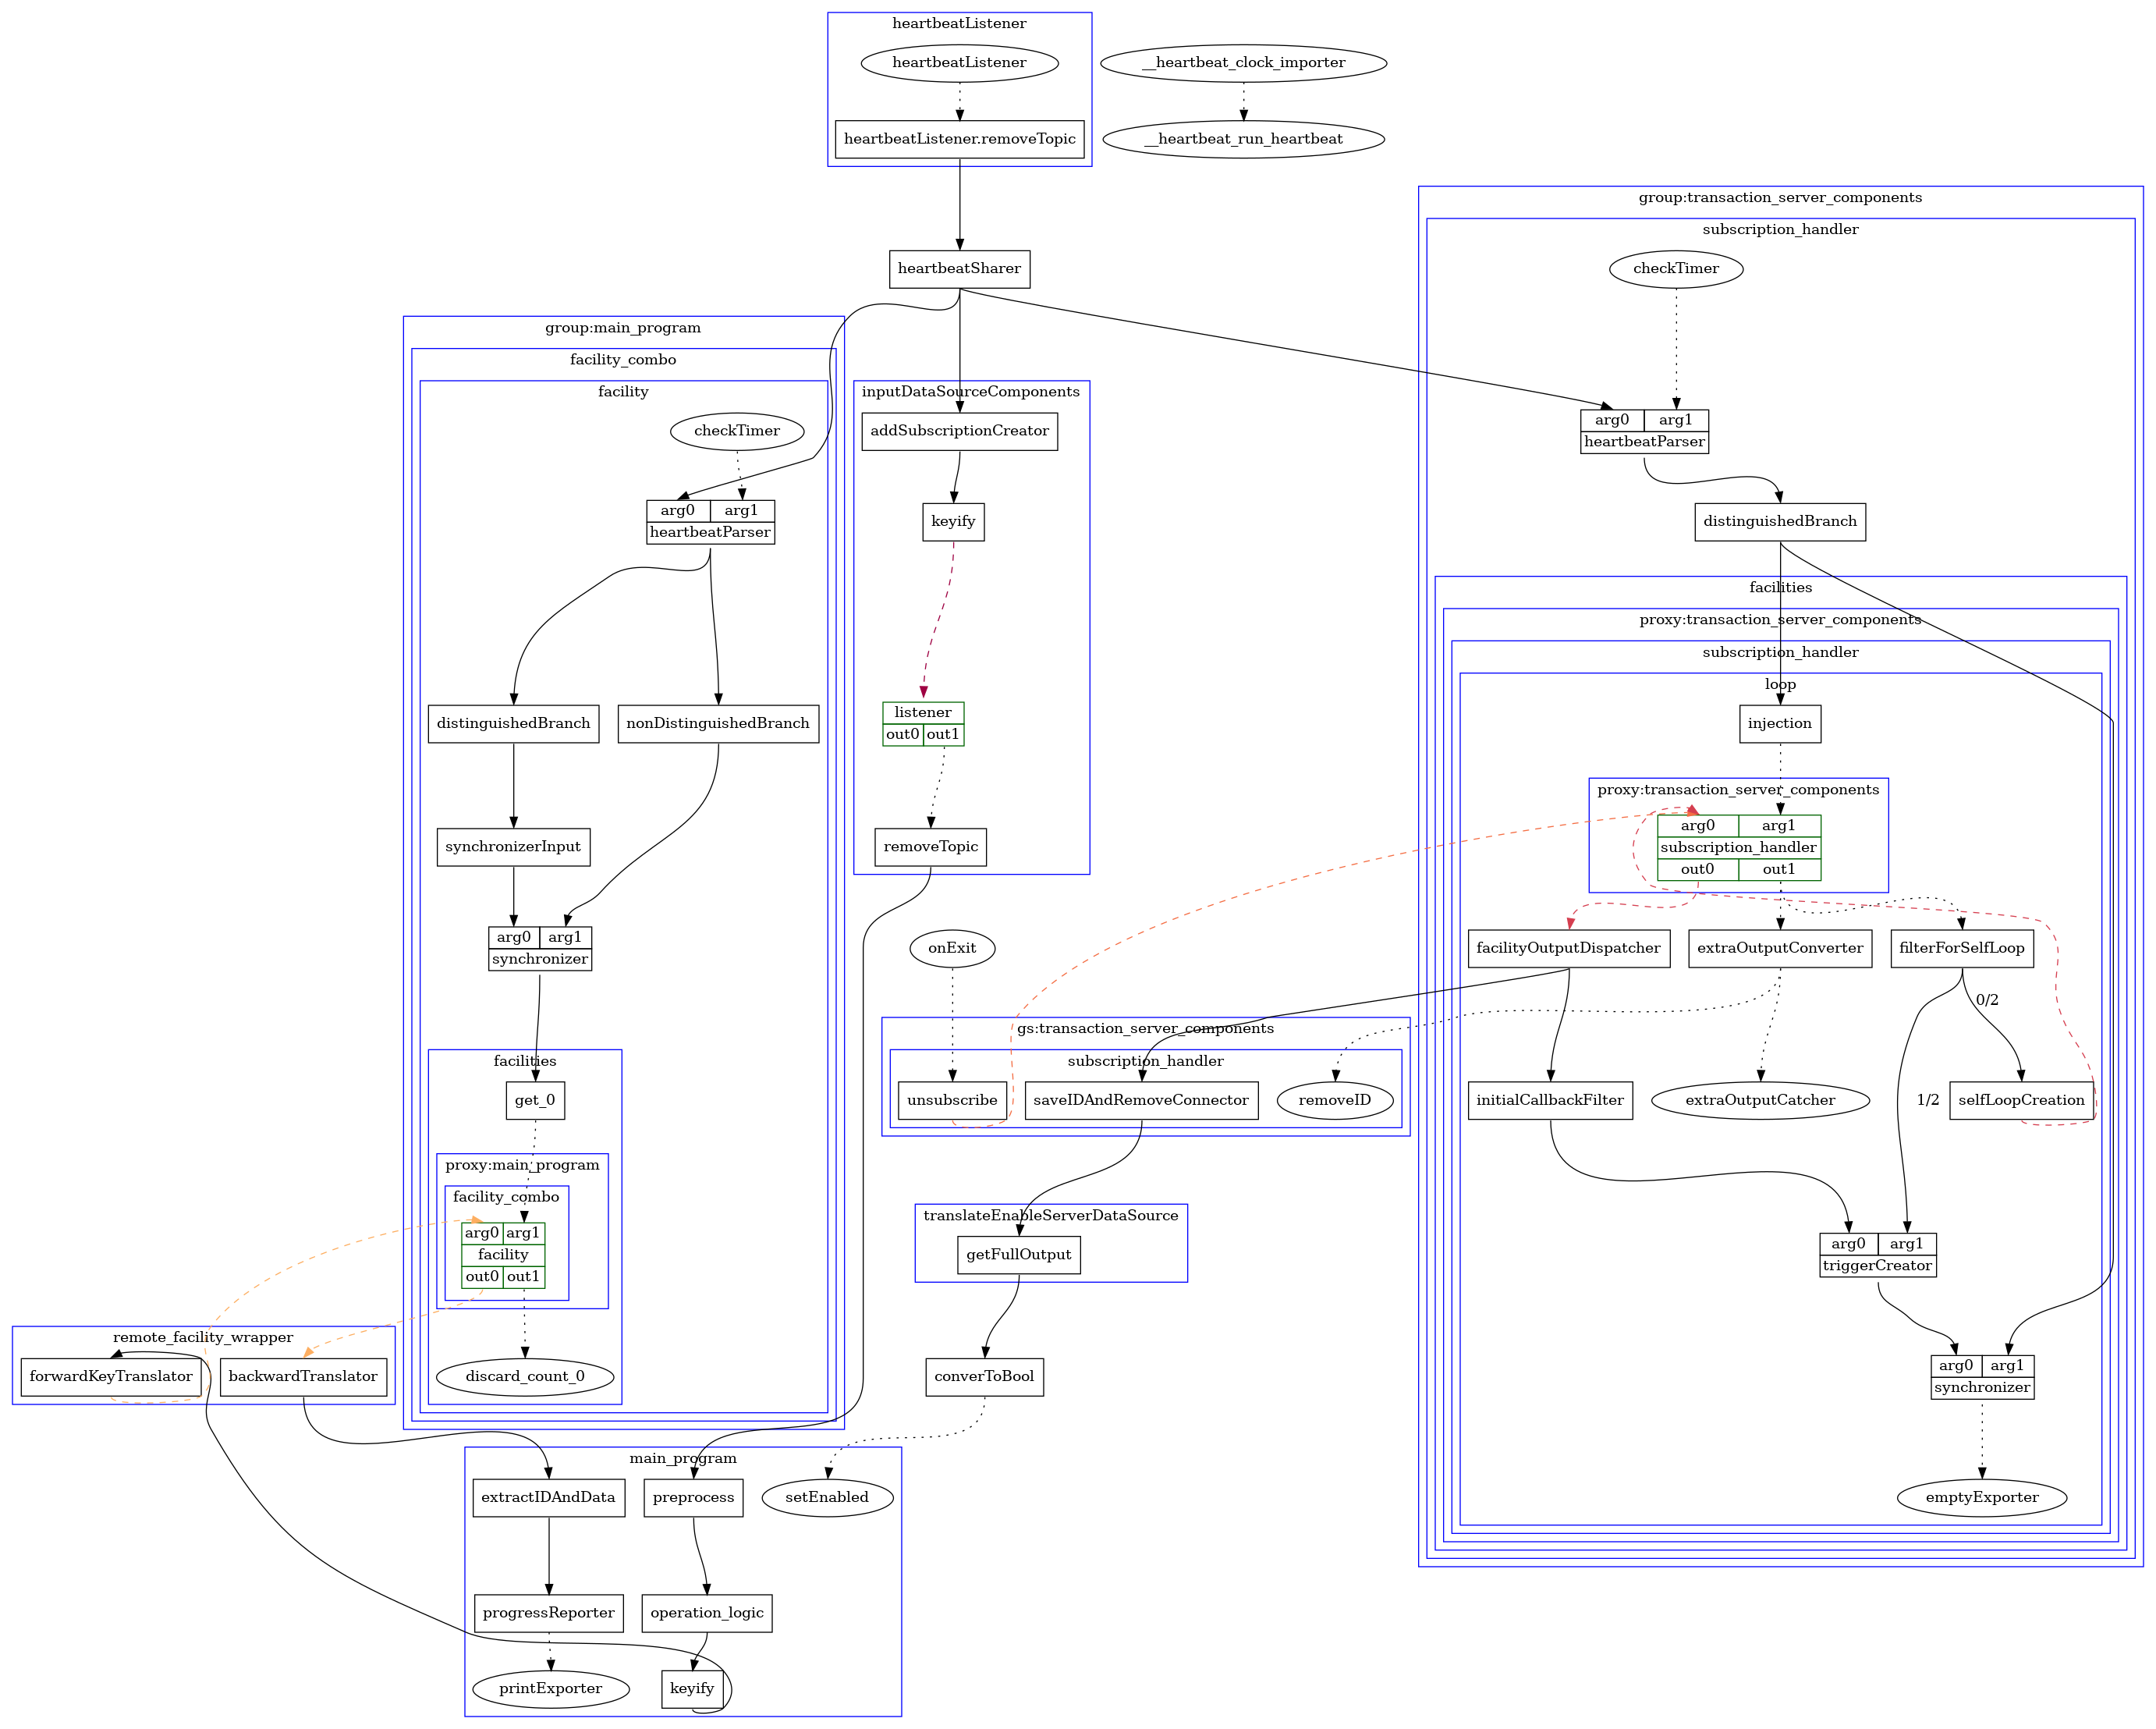 heartbeatListener
heartbeatListener
__heartbeat_clock_importer
heartbeatListener.removeTopic
__heartbeat_run_heartbeat
group:transaction_server_components
subscription_handler
checkTimer
heartbeatSharer
group:main_program
facility_combo
facility
checkTimer
inputDataSourceComponents
addSubscriptionCreator
arg0 arg1
heartbeatParser
arg0 arg1
heartbeatParser
keyify
distinguishedBranch
facilities
proxy:transaction_server_components
subscription_handler
loop
distinguishedBranch
nonDistinguishedBranch
listener
out0 out1
injection
proxy:transaction_server_components
arg0 arg1
subscription_handler
out0 out1
synchronizerInput
removeTopic
arg0 arg1
synchronizer
onExit
facilityOutputDispatcher
extraOutputConverter
filterForSelfLoop
0/2
gs:transaction_server_components
subscription_handler
facilities
get_0
unsubscribe
saveIDAndRemoveConnector
removeID
initialCallbackFilter
extraOutputCatcher
1/2
selfLoopCreation
proxy:main_program
facility_combo
arg0 arg1
facility
out0 out1
translateEnableServerDataSource
getFullOutput
arg0 arg1
triggerCreator
remote_facility_wrapper
forwardKeyTranslator
backwardTranslator
discard_count_0
converToBool
arg0 arg1
synchronizer
main_program
extractIDAndData
preprocess
setEnabled
emptyExporter
progressReporter
operation_logic
printExporter
keyify